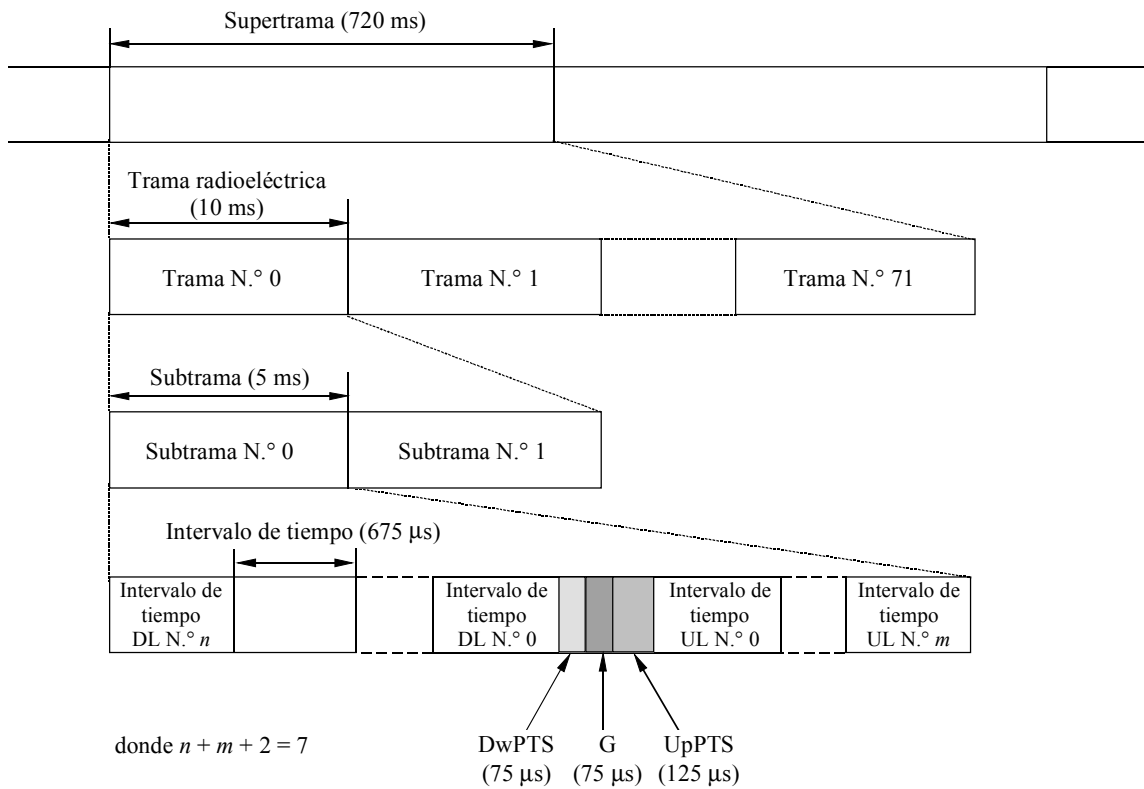 Supertrama (720 ms)
Trama radioeléctrica
(10 ms)
Trama N.° 0
Trama N.° 1
Trama N.° 71
Subtrama (5 ms)
Subtrama N.° 0
Subtrama N.° 1
Intervalo de tiempo (675 μs)
Intervalo de
tiempo
DL N.° n
Intervalo de
tiempo
DL N.° 0
Intervalo de
tiempo
UL N.° 0
Intervalo de
tiempo
UL N.° m
donde n + m + 2 = 7
DwPTS
(75 μs)
G
(75 μs)
UpPTS
(125 μs)